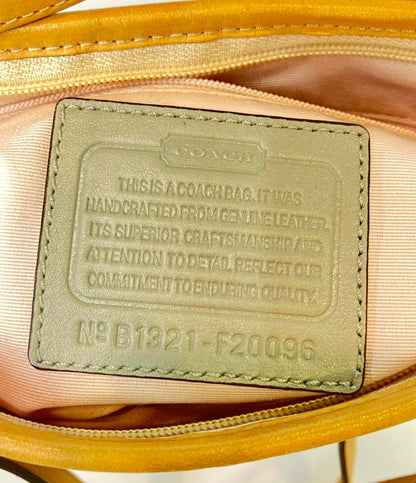 COACH
THIS IS A COACH BAG. IT WAS
HANDCRAFTED FROM GENUINE LEATHER.
ITS SUPERIOR CRAFTSMANSHIP AND
ATTENTION TO DETAIL REFLECT OUR
COMMITMENT TO ENDURING QUALITY.
Nº B1321-F20096